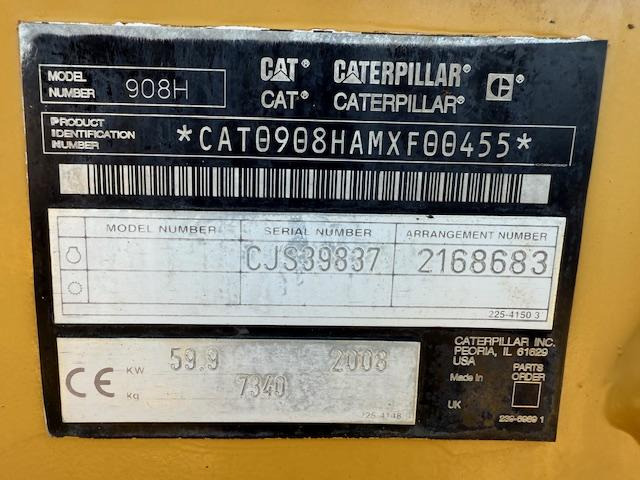 MODEL NUMBER 908H
CAT® CATERPILLAR® C®
CAT® CATERPILLAR®
PRODUCT IDENTIFICATION NUMBER *CAT0908HAMXF00455*
MODEL NUMBER SERIAL NUMBER ARRANGEMENT NUMBER
CJS39837 2168683
225-4150 3
CE KW 59.9 2008
Kg 7340
225-4148
CATERPILLAR INC.
PEORIA, IL 61629
USA
Made in
UK
PARTS ORDER
239-6969 1